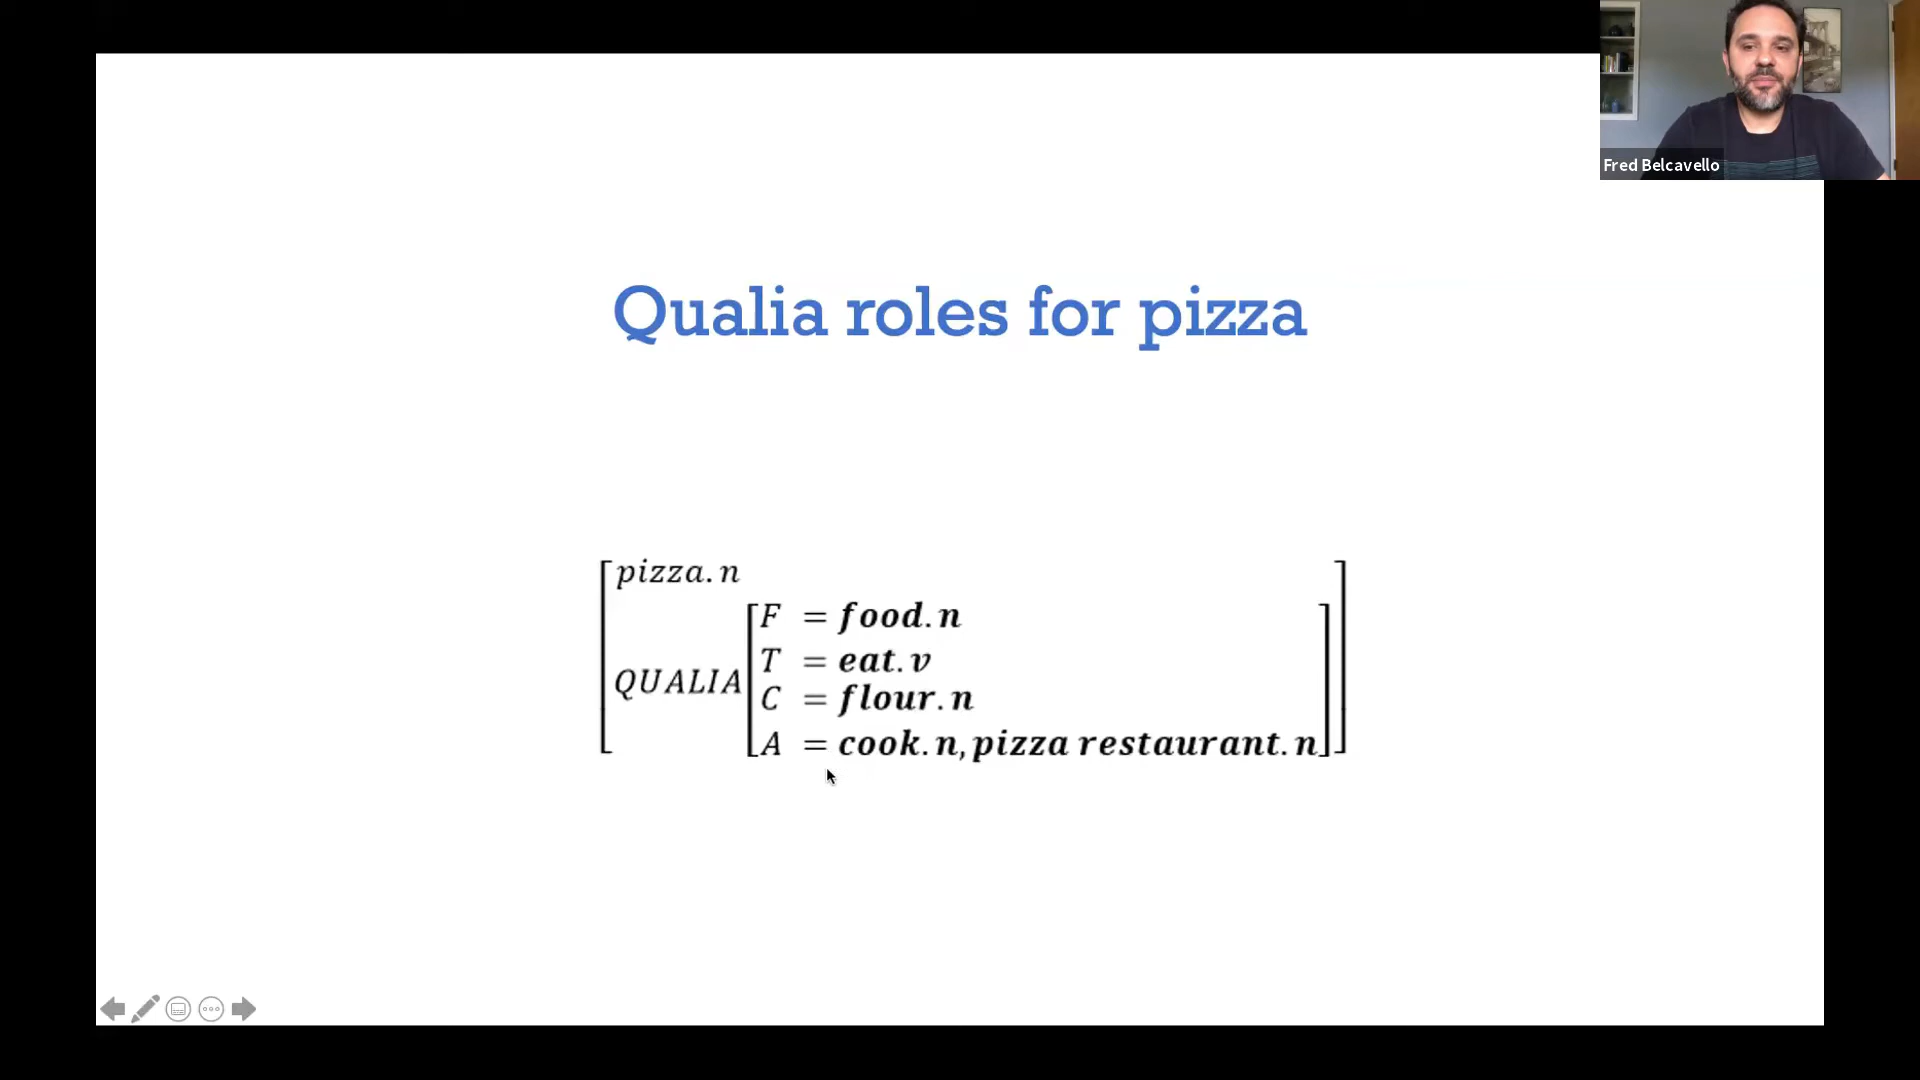 Fred Belcavello
Qualia roles for pizza
pizza.n
QUALIA
F = food.n
T = eat.v
C = flour.n
A = cook.n, pizza restaurant.n